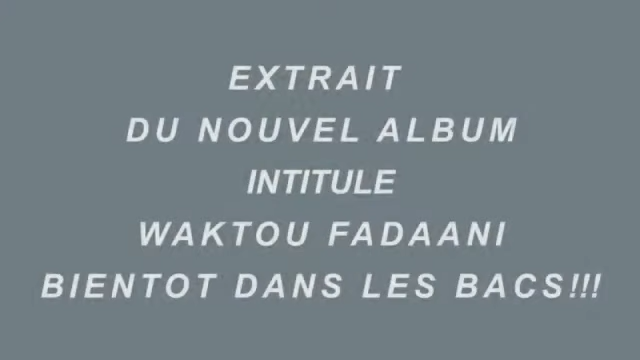 EXTRAIT
DU NOUVEL ALBUM
INTITULE
WAKTOU FADAANI
BIENTOT DANS LES BACS!!!